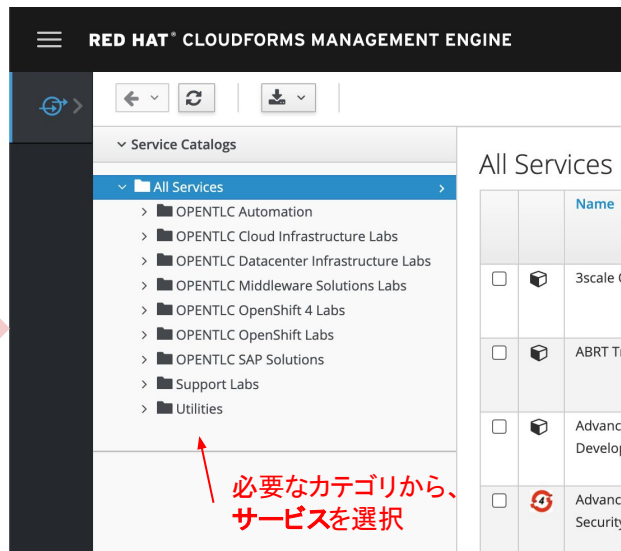 RED HAT® CLOUDFORMS MANAGEMENT ENGINE
Service Catalogs
All Services
OPENTLC Automation
OPENTLC Cloud Infrastructure Labs
OPENTLC Datacenter Infrastructure Labs
OPENTLC Middleware Solutions Labs
OPENTLC OpenShift 4 Labs
OPENTLC OpenShift Labs
OPENTLC SAP Solutions
Support Labs
Utilities
必要なカテゴリから、
サービスを選択
All Services
Name
3scale
ABRT
Advanc
Develop
4
Advanc
Security